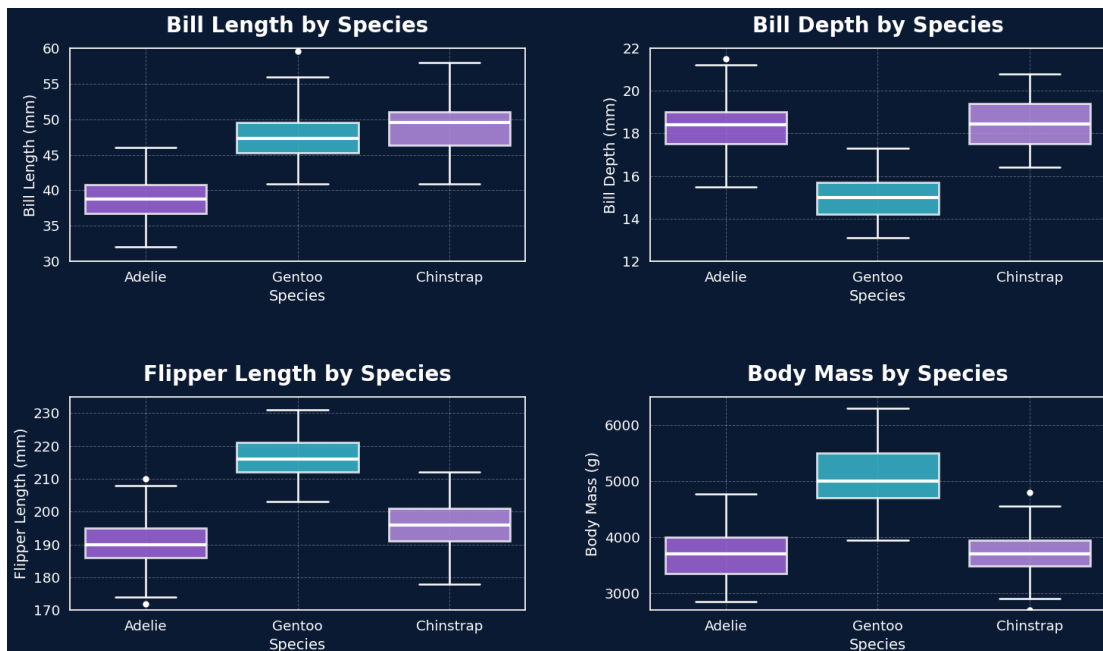 Bill Length by Species
Bill Length (mm)
60
55
50
45
40
35
30
Adelie Gentoo Chinstrap
Species
Bill Depth by Species
Bill Depth (mm)
22
20
18
16
14
12
Adelie Gentoo Chinstrap
Species
Flipper Length by Species
Flipper Length (mm)
230
220
210
200
190
180
170
Adelie Gentoo Chinstrap
Species
Body Mass by Species
Body Mass (g)
6000
5000
4000
3000
Adelie Gentoo Chinstrap
Species